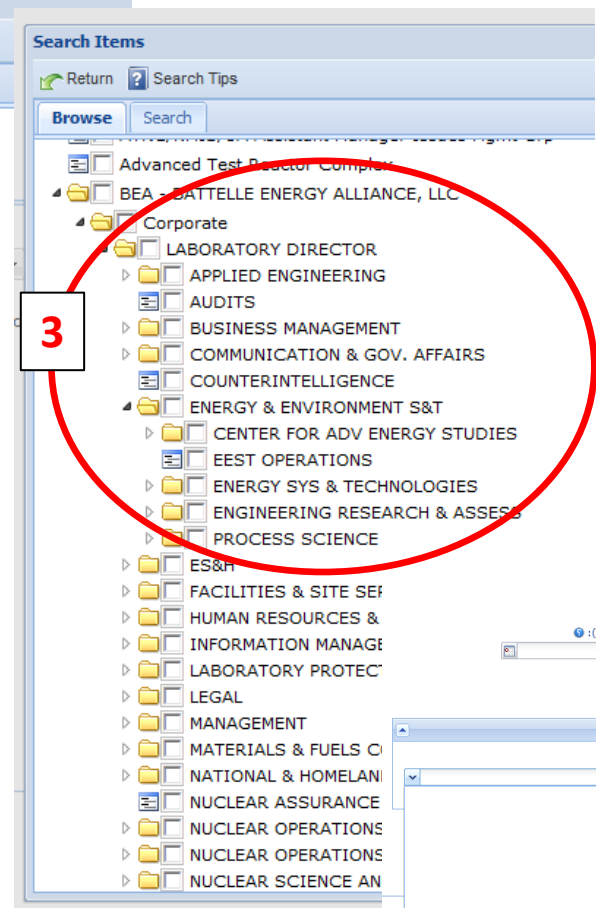 Search Items
Return Search Tips
Browse Search
Advanced Test Reactor Complex
BEA - BATTELLE ENERGY ALLIANCE, LLC
Corporate
LABORATORY DIRECTOR
APPLIED ENGINEERING
AUDITS
BUSINESS MANAGEMENT
3
COMMUNICATION & GOV. AFFAIRS
COUNTERINTELLIGENCE
ENERGY & ENVIRONMENT S&T
CENTER FOR ADV ENERGY STUDIES
EEST OPERATIONS
ENERGY SYS & TECHNOLOGIES
ENGINEERING RESEARCH & ASSESS
PROCESS SCIENCE
ES&H
FACILITIES & SITE SER
HUMAN RESOURCES &
INFORMATION MANAGE
LABORATORY PROTECT
LEGAL
MANAGEMENT
MATERIALS & FUELS
NATIONAL & HOMELAN
NUCLEAR ASSURANCE
NUCLEAR OPERATIONS
NUCLEAR OPERATIONS
NUCLEAR SCIENCE AN